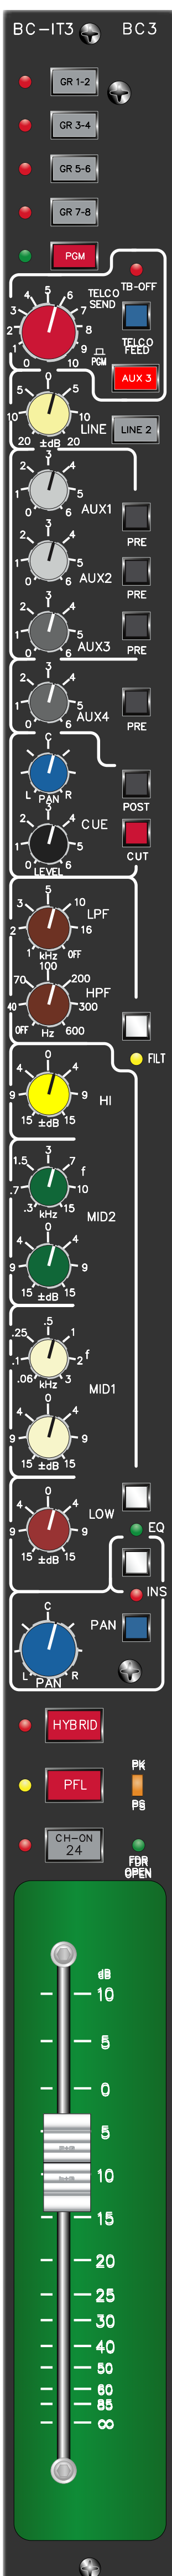 BC-IT3 BC3
GR 1-2
GR 3-4
GR 5-6
GR 7-8
PGM
TB-OFF
TELCO
SEND
4 5 6
3 7
2 8
1 9
0 10
PGM
TELCO
FEED
AUX 3
0
5 5
10 10
20 ±dB 20
LINE
LINE 2
3
2 4
1 5
0 6
AUX1
PRE
2 4
1 5
0 6
AUX2
PRE
3
2 4
1 5
0 6
AUX3
PRE
3
2 4
1 5
0 6
AUX4
PRE
C
L PAN R
POST
3
2 4
1 5
0 6
LEVEL
CUE
CUT
5
3 10
2 16
1 kHz OFF
LPF
100
70 200
40 300
OFF Hz 600
HPF
FILT
0
4 4
9 9
15 ±dB 15
HI
3
1.5 7
.7 10
.3 kHz 15
f
MID2
0
4 4
9 9
15 ±dB 15
.5
.25 1
.1 2
.06 kHz 3
f
MID1
0
4 4
9 9
15 ±dB 15
0
4 4
9 9
15 ±dB 15
LOW
EQ
INS
C
L PAN R
PAN
HYBRID
PFL
PK
PS
CH-ON
24
FDR
OPEN
dB
10
5
0
5
10
15
20
25
30
40
50
60
85
∞